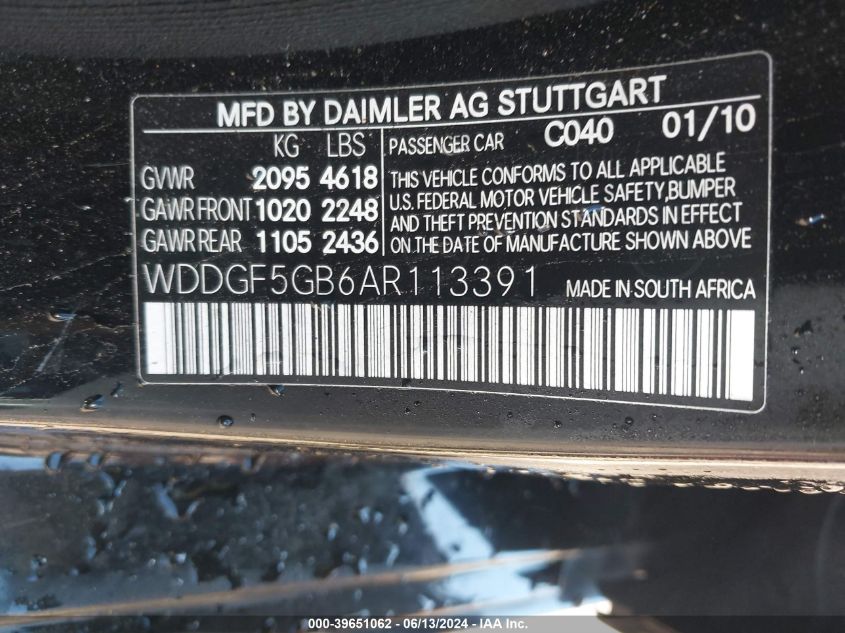 MFD BY DAIMLER AG STUTTGART
KG LBS
GVWR 2095 4618
GAWR FRONT 1020 2248
GAWR REAR 1105 2436
PASSENGER CAR C040 01/10
THIS VEHICLE CONFORMS TO ALL APPLICABLE
U.S. FEDERAL MOTOR VEHICLE SAFETY, BUMPER
AND THEFT PREVENTION STANDARDS IN EFFECT
ON THE DATE OF MANUFACTURE SHOWN ABOVE
WDDGF5GB6AR113391 MADE IN SOUTH AFRICA
000-39651062 - 06/13/2024 - IAA Inc.